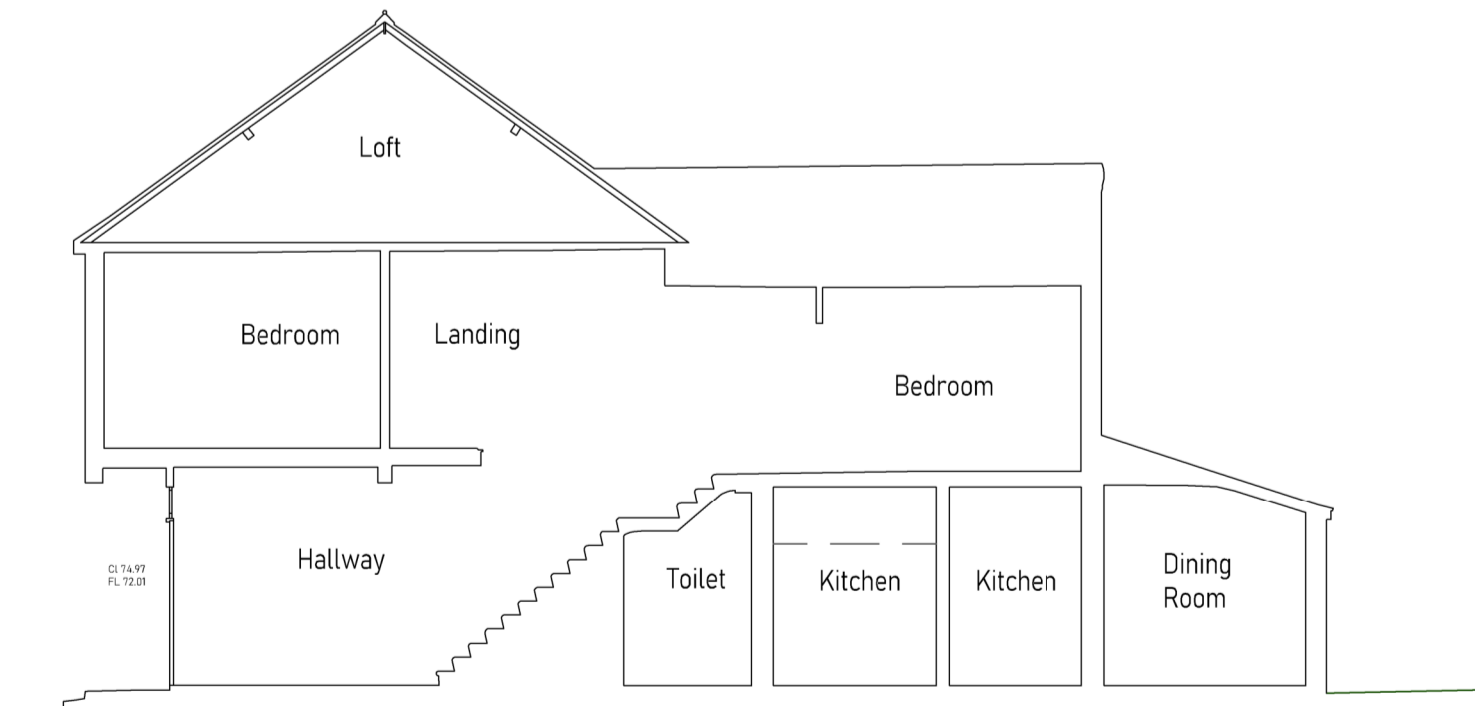 Loft
Bedroom
Landing
Bedroom
Hallway
CL 74.97
FL 72.01
Toilet
Kitchen
Kitchen
Dining
Room